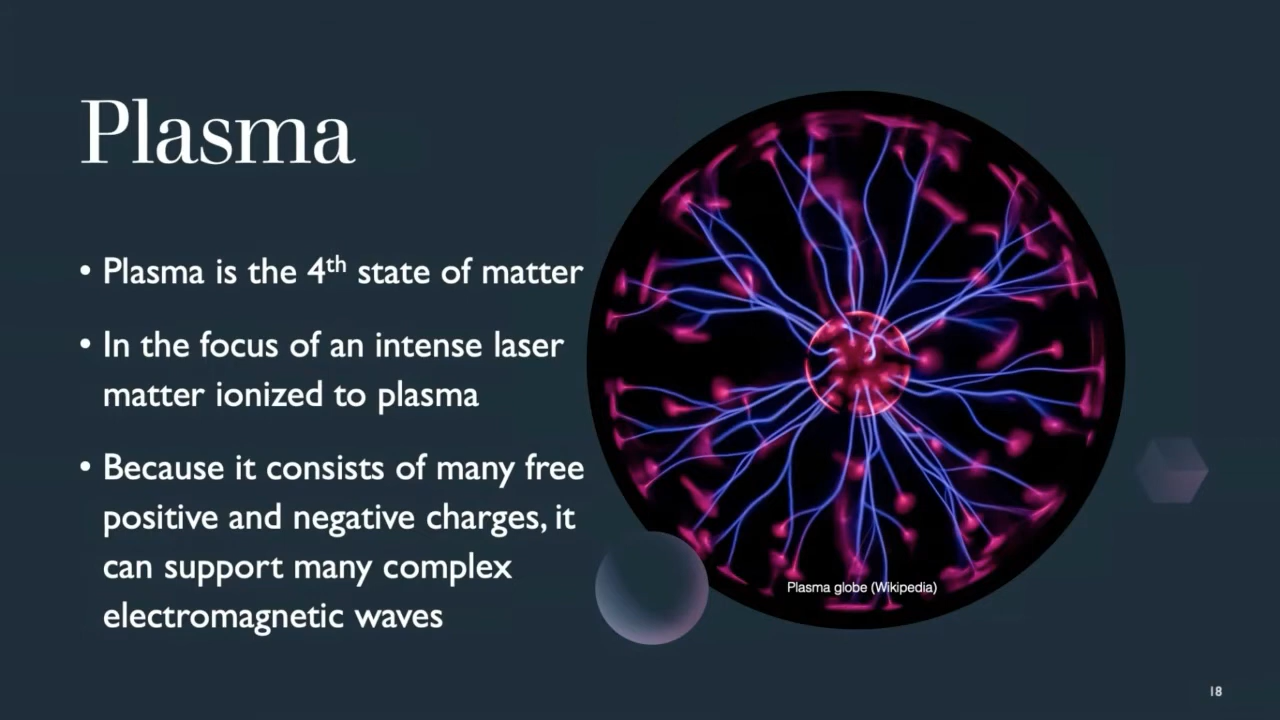 Plasma
• Plasma is the 4th state of matter
• In the focus of an intense laser
matter ionized to plasma
• Because it consists of many free
positive and negative charges, it
can support many complex
electromagnetic waves
Plasma globe (Wikipedia)
18